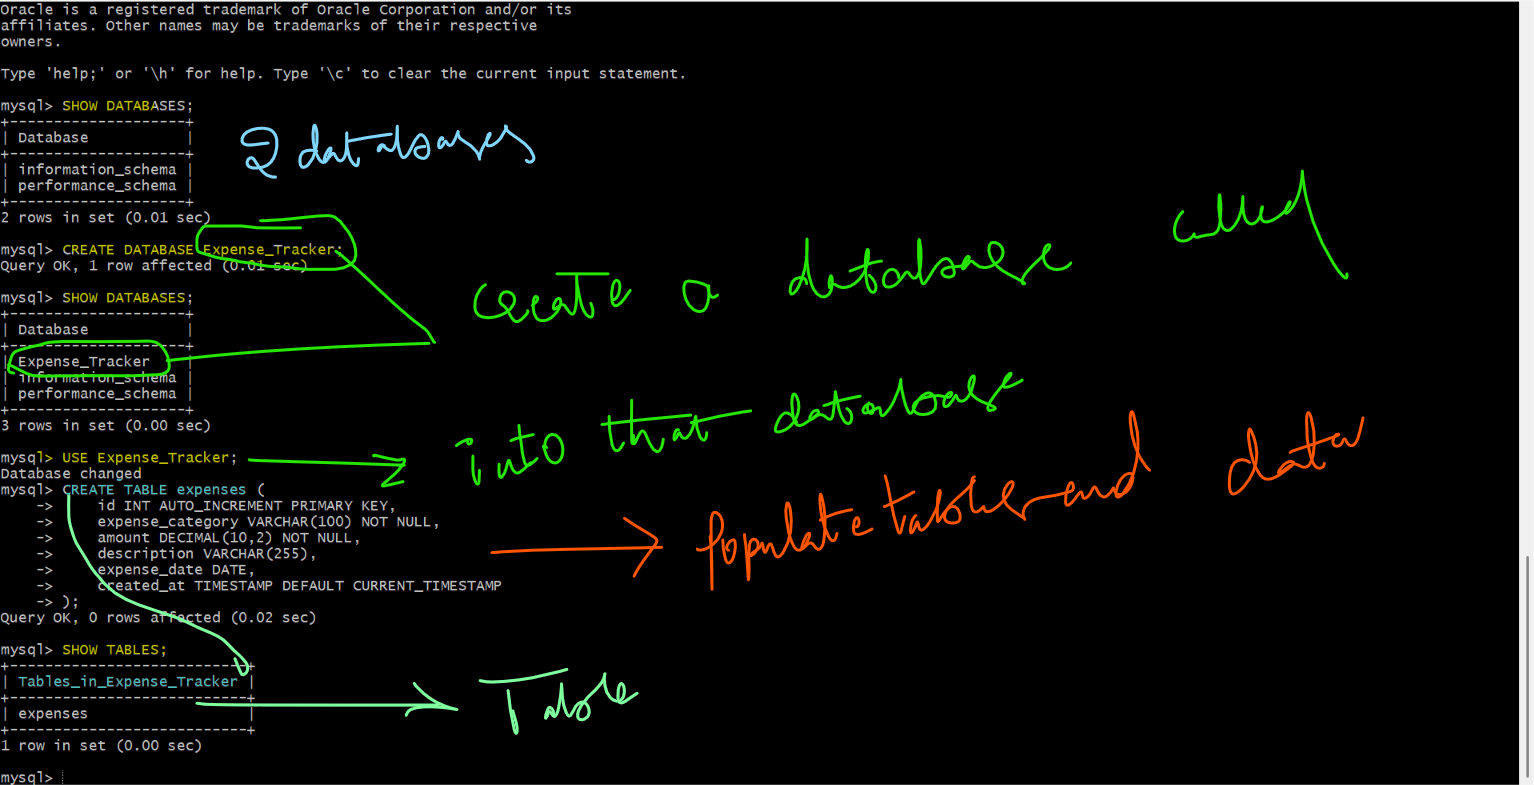 Oracle is a registered trademark of Oracle Corporation and/or its
affiliates. Other names may be trademarks of their respective
owners.
Type 'help;' or '\h' for help. Type '\c' to clear the current input statement.
mysql> SHOW DATABASES;
+--------------------+
| Database           |
+--------------------+
| information_schema |
| performance_schema |
+--------------------+
2 rows in set (0.01 sec)
2 databases
mysql> CREATE DATABASE Expense_Tracker;
Query OK, 1 row affected (0.01 sec)
create a database called
mysql> SHOW DATABASES;
+--------------------+
| Database           |
+--------------------+
| Expense_Tracker    |
| information_schema |
| performance_schema |
+--------------------+
3 rows in set (0.00 sec)
mysql> USE Expense_Tracker;
into that database
Database changed
mysql> CREATE TABLE expenses (
    ->     id INT AUTO_INCREMENT PRIMARY KEY,
    ->     expense_category VARCHAR(100) NOT NULL,
    ->     amount DECIMAL(10,2) NOT NULL,
    ->     description VARCHAR(255),
    ->     expense_date DATE,
    ->     created_at TIMESTAMP DEFAULT CURRENT_TIMESTAMP
    -> );
populate table and data
Query OK, 0 rows affected (0.02 sec)
mysql> SHOW TABLES;
+---------------------------+
| Tables_in_Expense_Tracker |
+---------------------------+
| expenses                  |
+---------------------------+
Table
1 row in set (0.00 sec)
mysql>